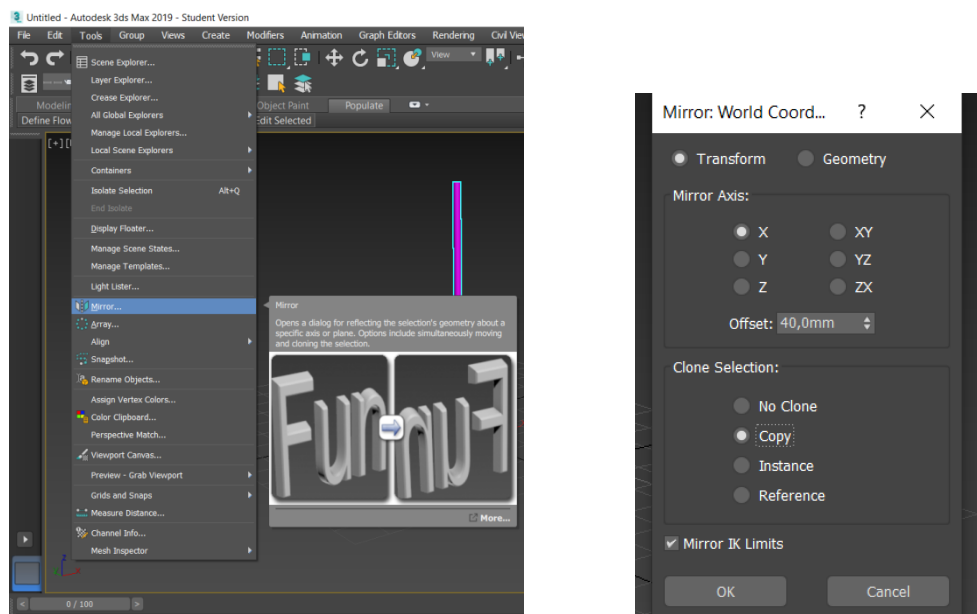 Untitled - Autodesk 3ds Max 2019 - Student Version
File Edit Tools Group Views Create Modifiers Animation Graph Editors Rendering Civil View
View
Modelin Object Paint Populate
Define Flow Edit Selected
[+][
Scene Explorer...
Layer Explorer...
Crease Explorer...
All Global Explorers
Manage Local Explorers...
Local Scene Explorers
Containers
Isolate Selection Alt+Q
End Isolate
Display Floater...
Manage Scene States...
Manage Templates...
Light Lister...
Mirror...
Array...
Align
Snapshot...
Rename Objects...
Assign Vertex Colors...
Color Clipboard...
Perspective Match...
Viewport Canvas...
Preview - Grab Viewport
Grids and Snaps
Measure Distance...
Channel Info...
Mesh Inspector
Mirror
Opens a dialog for reflecting the selection's geometry about a
specific axis or plane. Options include simultaneously moving
and cloning the selection.
Fun
More...
z
x
0 / 100
Mirror: World Coord... ?
Transform Geometry
Mirror Axis:
X XY
Y YZ
Z ZX
Offset: 40,0mm
Clone Selection:
No Clone
Copy
Instance
Reference
Mirror IK Limits
OK Cancel